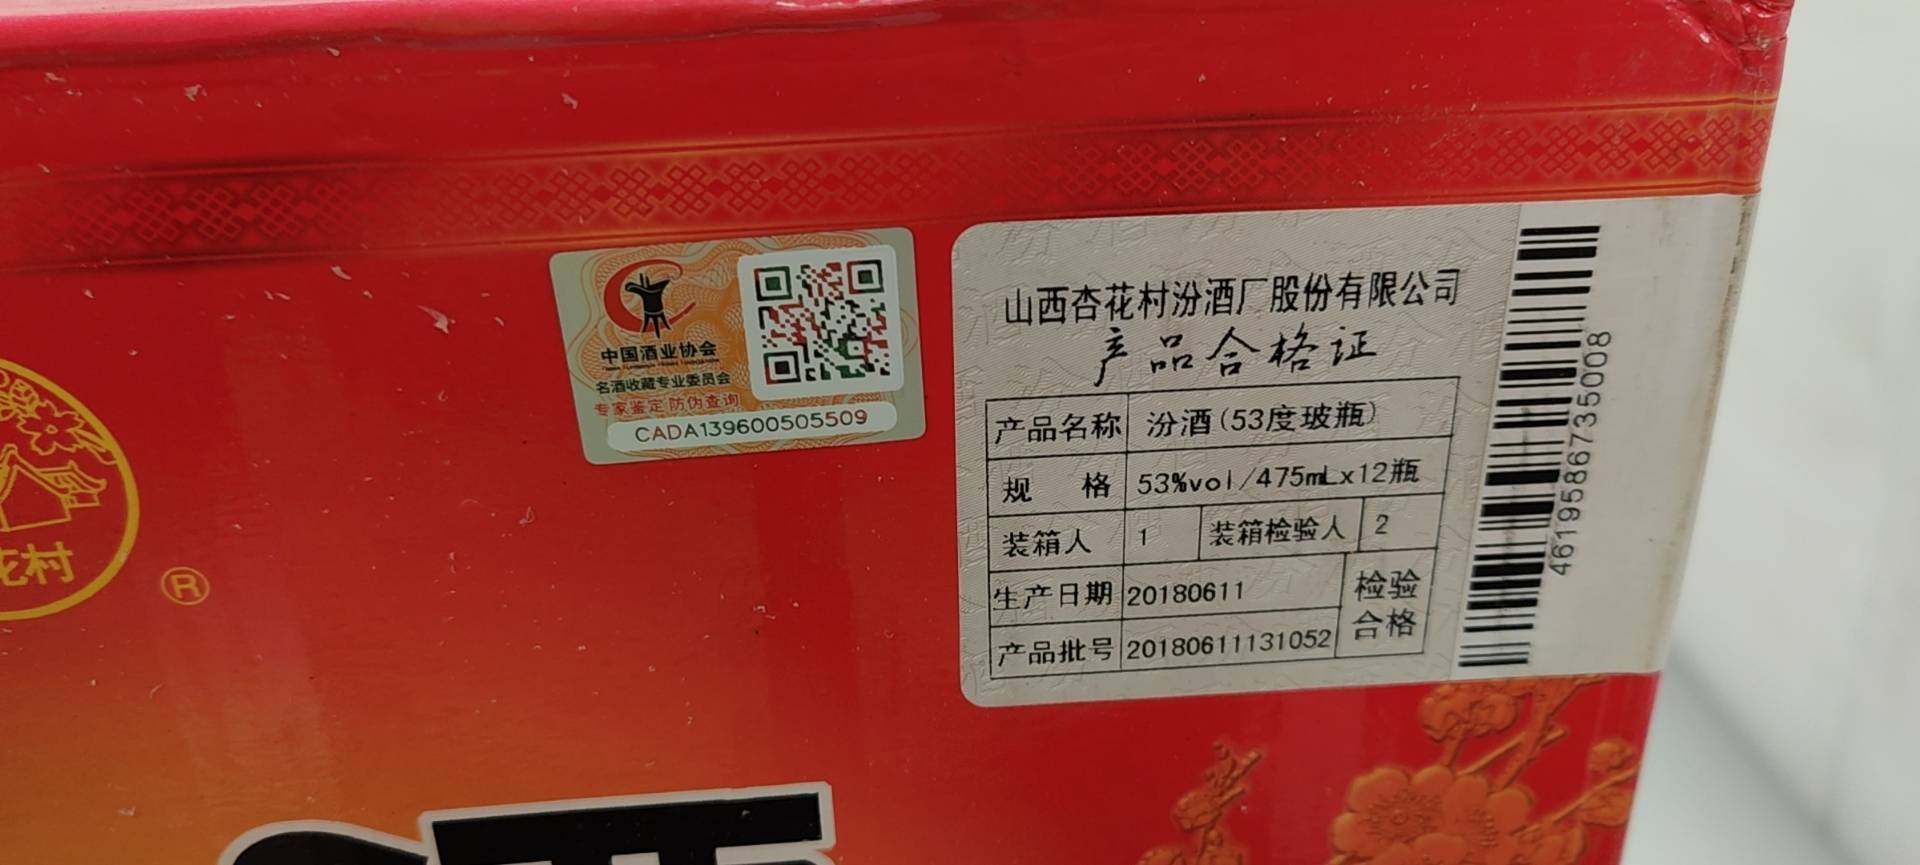 花村
®
中国酒业协会
名酒收藏专业委员会
专家鉴定 防伪查询
CADA139600505509
山西杏花村汾酒厂股份有限公司
产品合格证
产品名称 汾酒(53度玻瓶)
规 格 53%vol/475mLx12瓶
装箱人 1 装箱检验人 2
生产日期 20180611
检验
合格
产品批号 20180611131052
4619586735008